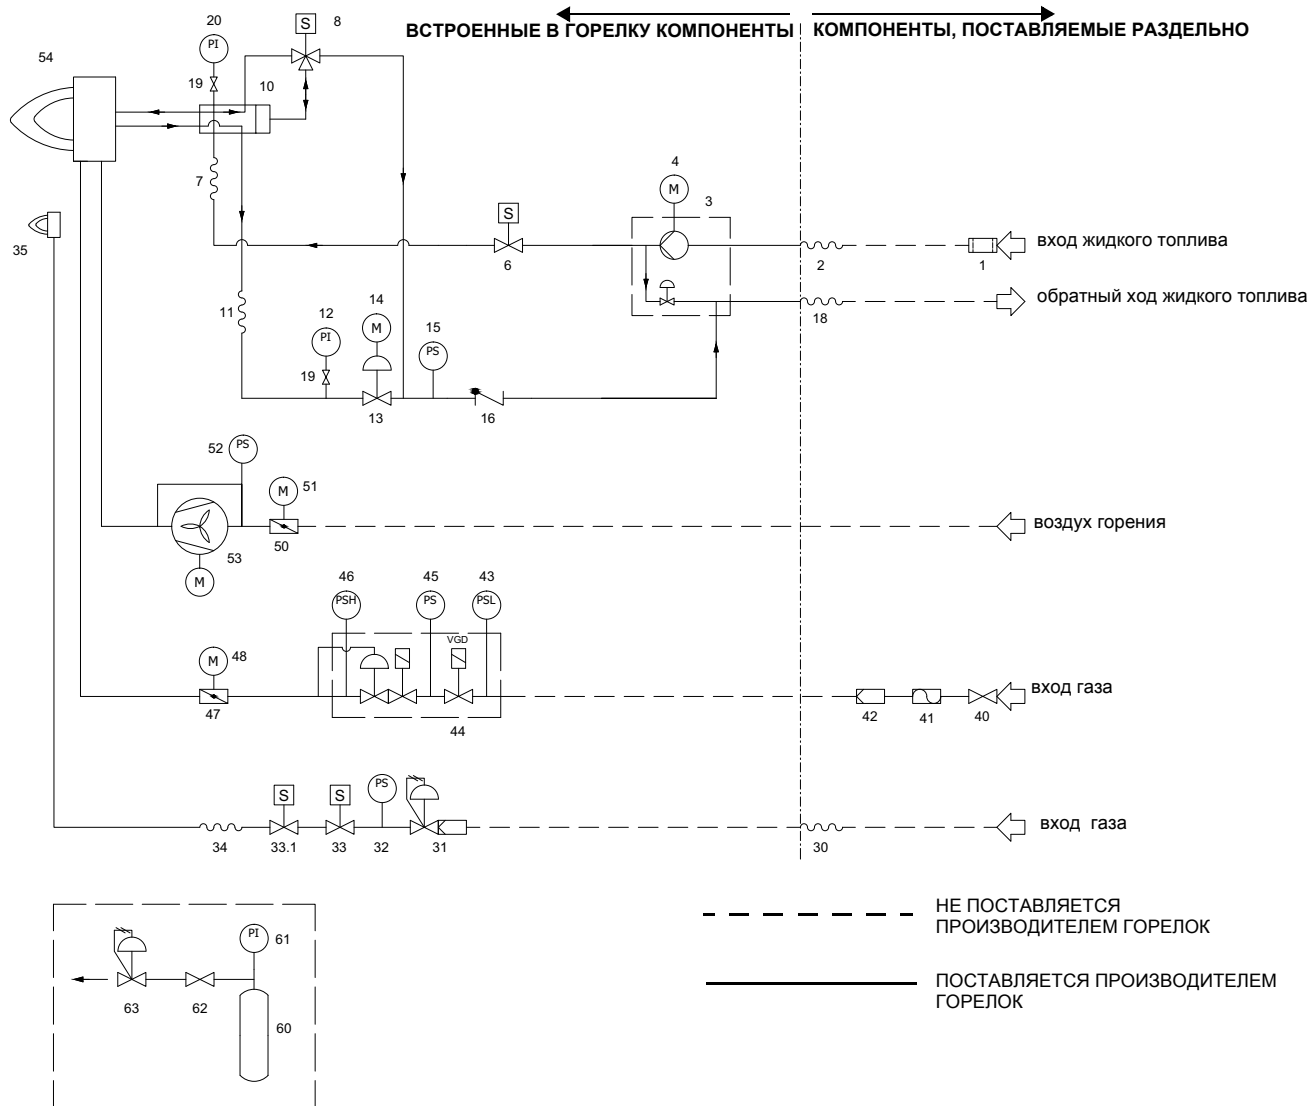 ВСТРОЕННЫЕ В ГОРЕЛКУ КОМПОНЕНТЫ
КОМПОНЕНТЫ, ПОСТАВЛЯЕМЫЕ РАЗДЕЛЬНО
20
PI
19
S
8
54
10
7
4
M
3
S
6
2
1
вход жидкого топлива
35
11
12
PI
19
14
M
13
15
PS
16
18
обратный ход жидкого топлива
52
PS
M
51
50
53
M
воздух горения
46
PSH
45
PS
43
PSL
VGD
M
48
47
44
42
41
40
вход газа
34
S
33.1
S
33
PS
32
31
30
вход газа
НЕ ПОСТАВЛЯЕТСЯ
ПРОИЗВОДИТЕЛЕМ ГОРЕЛОК
ПОСТАВЛЯЕТСЯ ПРОИЗВОДИТЕЛЕМ
ГОРЕЛОК
PI
61
63
62
60